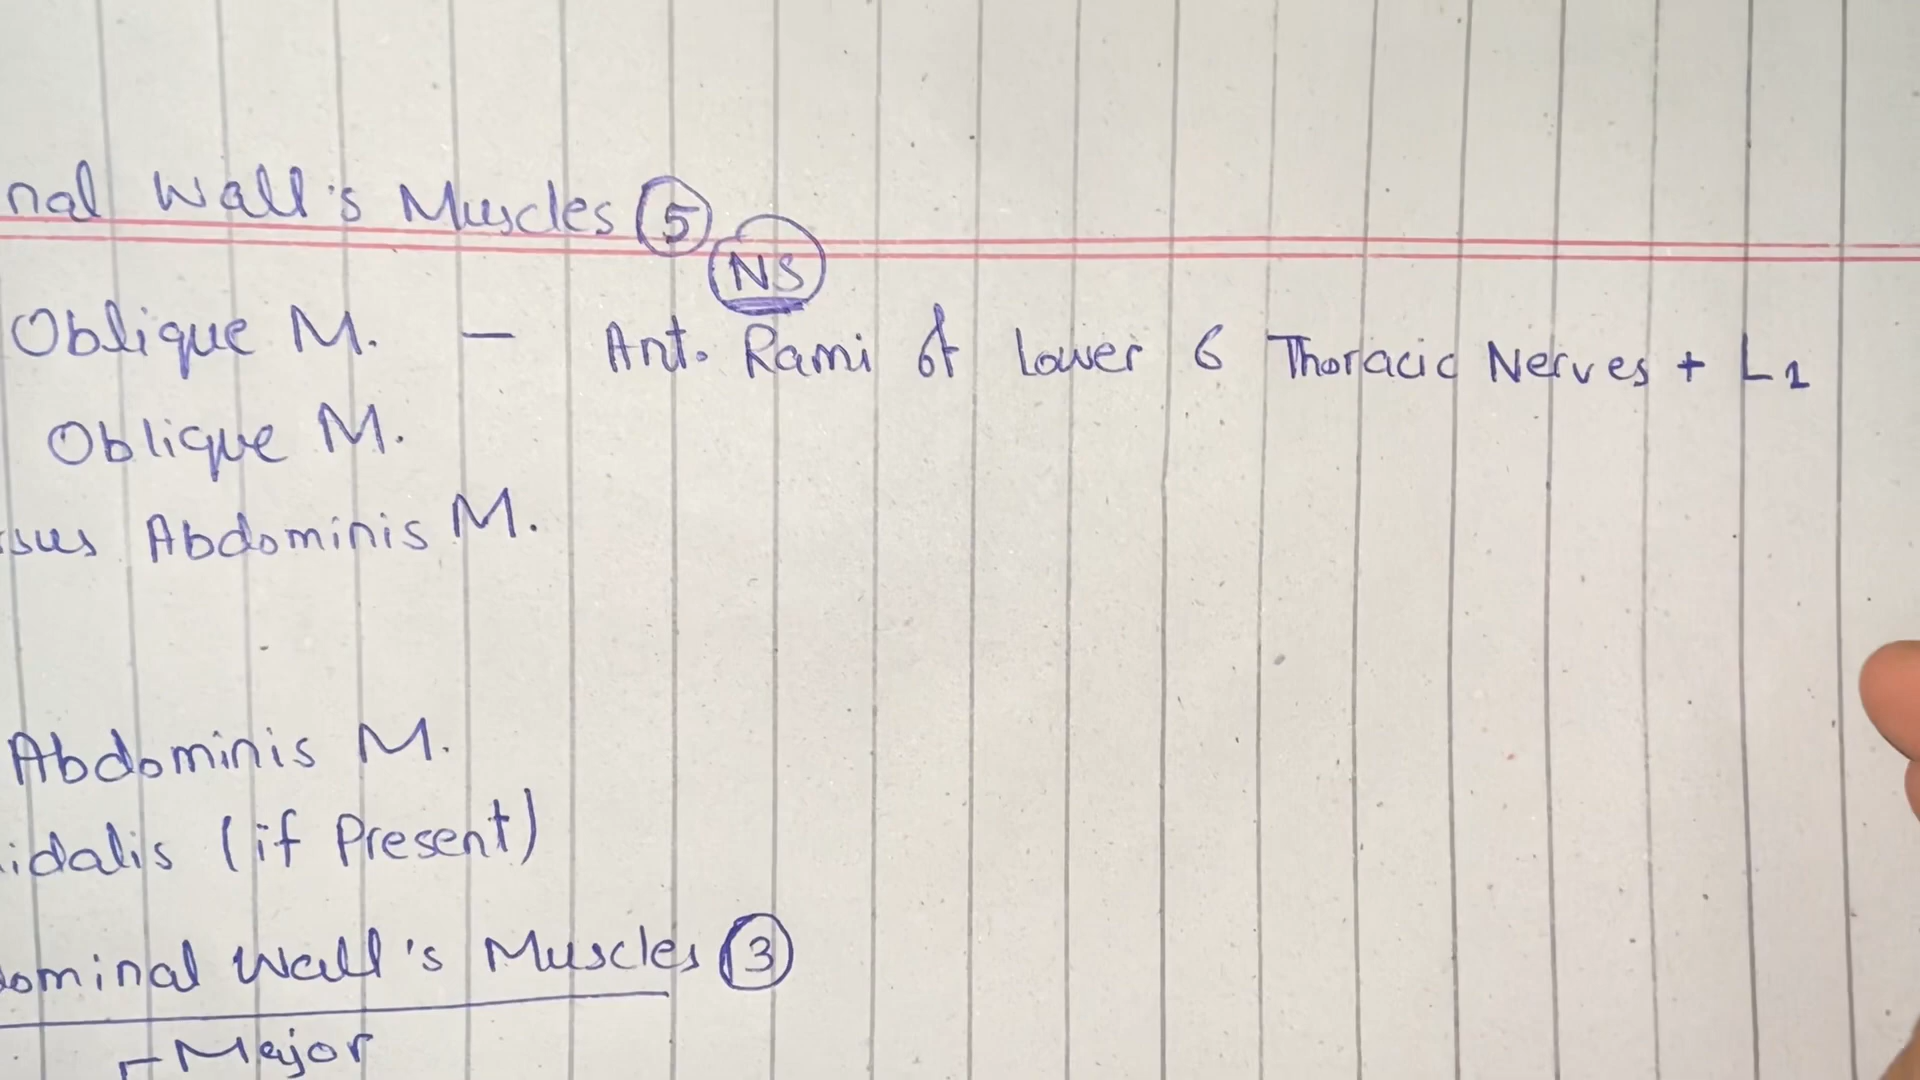 nal Wall's Muscles 5
NS
Oblique M. — Ant. Rami of Lower 6 Thoracic Nerves + L1
Oblique M.
sus Abdominis M.
Abdominis M.
idalis (if Present)
ominal Wall's Muscles 3
Major